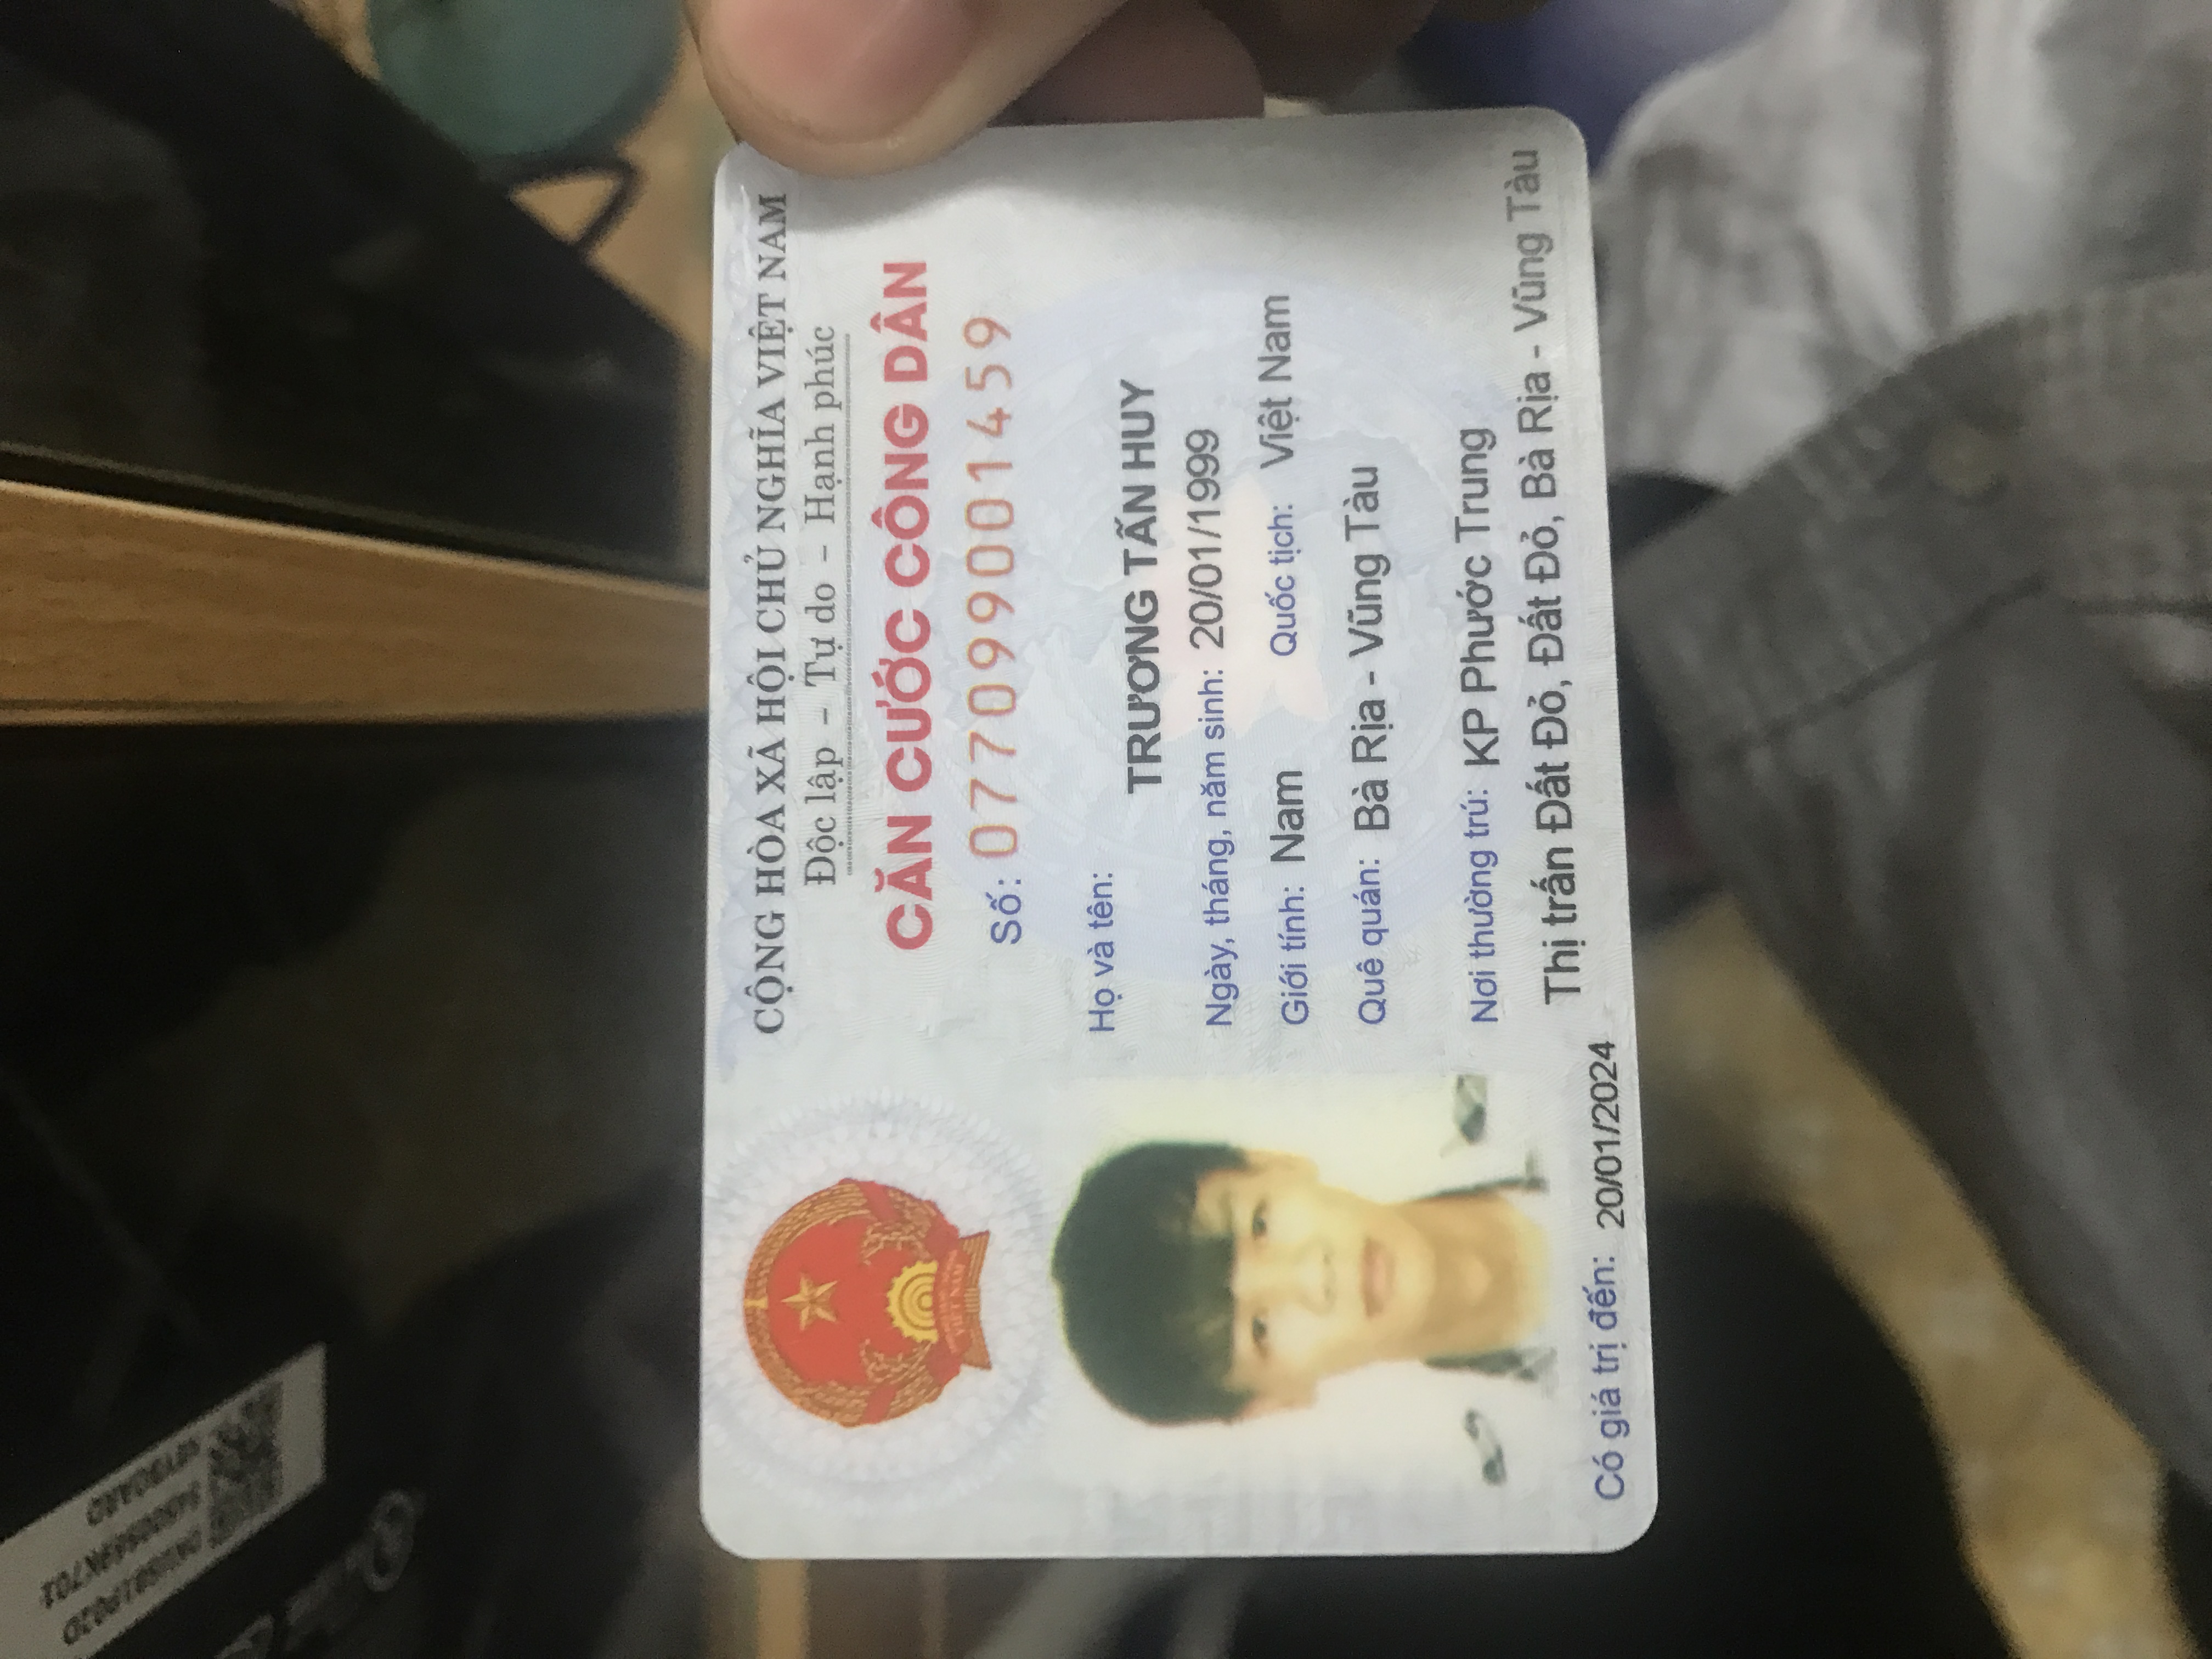 CỘNG HÒA XÃ HỘI CHỦ NGHĨA VIỆT NAM
Độc lập - Tự do - Hạnh phúc
CĂN CƯỚC CÔNG DÂN
Số: 077099001459
Họ và tên:
TRƯƠNG TẤN HUY
Ngày, tháng, năm sinh: 20/01/1999
Giới tính: Nam Quốc tịch: Việt Nam
Quê quán: Bà Rịa - Vũng Tàu
Nơi thường trú: KP Phước Trung
Thị trấn Đất Đỏ, Đất Đỏ, Bà Rịa - Vũng Tàu
Có giá trị đến: 20/01/2024
VIỆT NAM